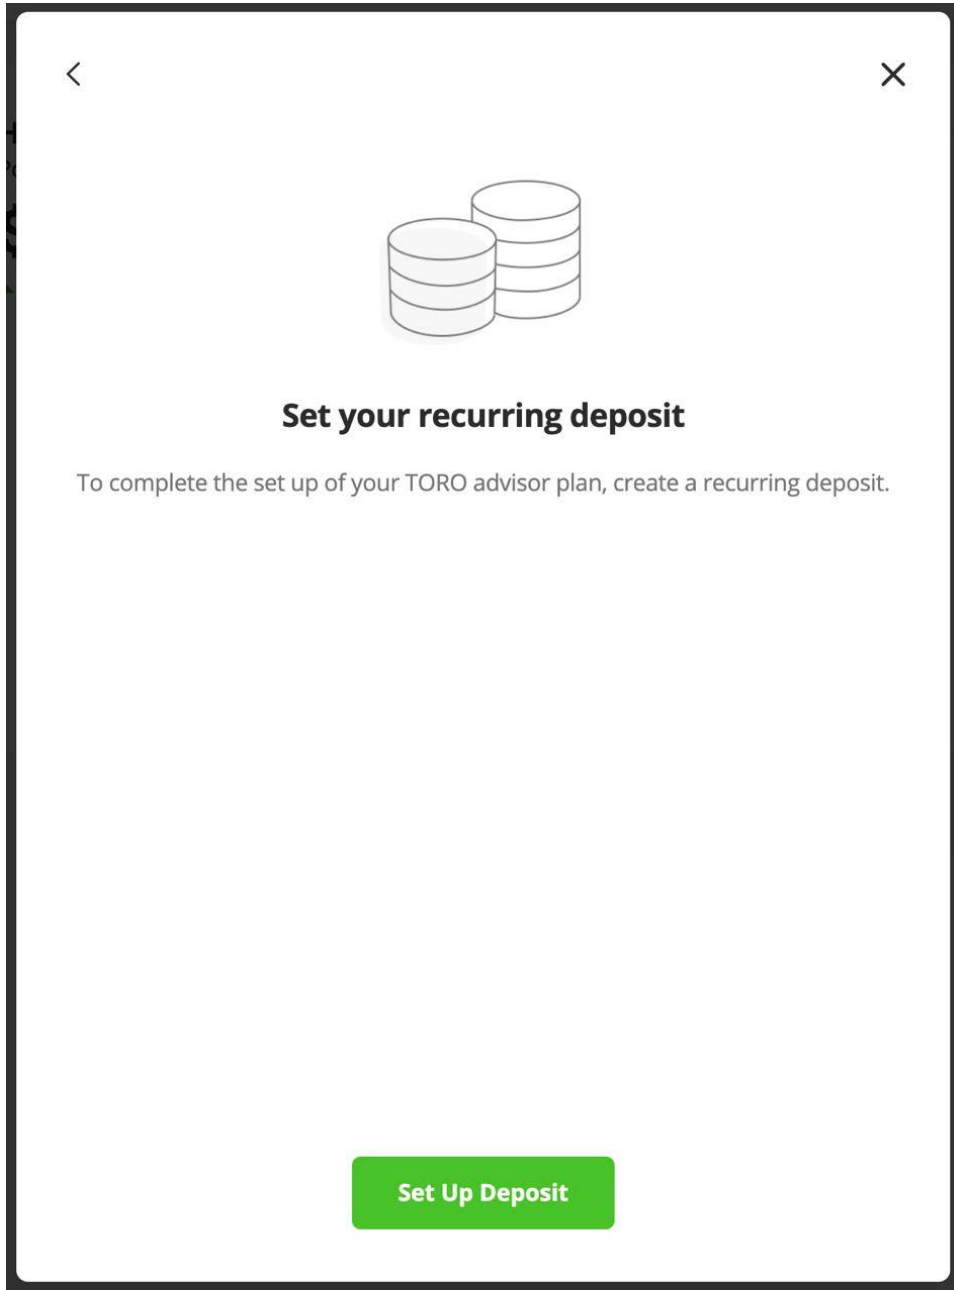 Set your recurring deposit
To complete the set up of your TORO advisor plan, create a recurring deposit.
Set Up Deposit